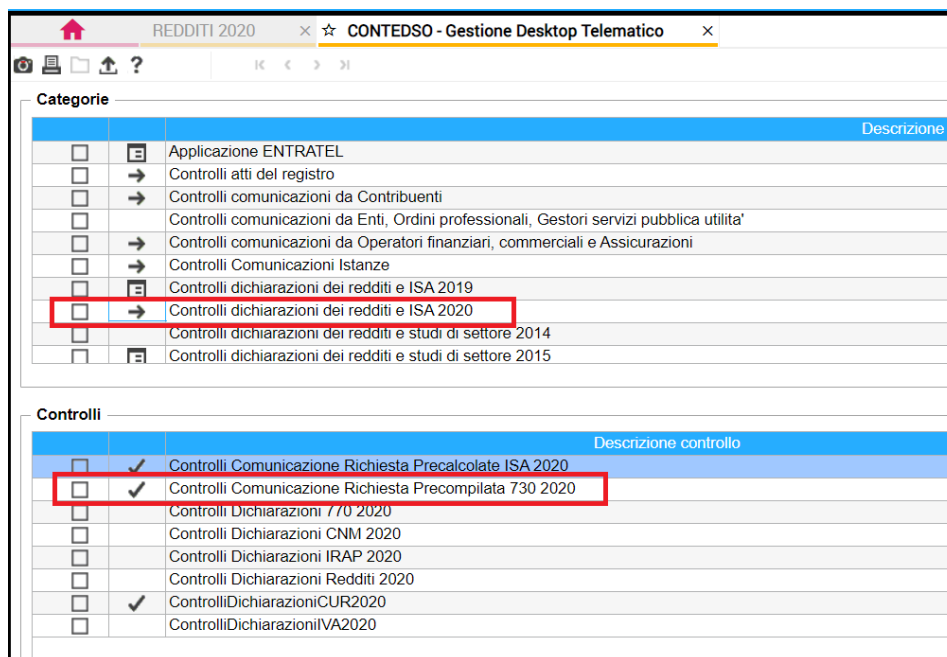 REDDITI 2020 × ☆ CONTEDSO - Gestione Desktop Telematico ×
?
Categorie
Descrizione
Applicazione ENTRATEL
Controlli atti del registro
Controlli comunicazioni da Contribuenti
Controlli comunicazioni da Enti, Ordini professionali, Gestori servizi pubblica utilita'
Controlli comunicazioni da Operatori finanziari, commerciali e Assicurazioni
Controlli Comunicazioni Istanze
Controlli dichiarazioni dei redditi e ISA 2019
Controlli dichiarazioni dei redditi e ISA 2020
Controlli dichiarazioni dei redditi e studi di settore 2014
Controlli dichiarazioni dei redditi e studi di settore 2015
Controlli
Descrizione controllo
Controlli Comunicazione Richiesta Precalcolate ISA 2020
Controlli Comunicazione Richiesta Precompilata 730 2020
Controlli Dichiarazioni 770 2020
Controlli Dichiarazioni CNM 2020
Controlli Dichiarazioni IRAP 2020
Controlli Dichiarazioni Redditi 2020
ControlliDichiarazioniCUR2020
ControlliDichiarazioniIVA2020